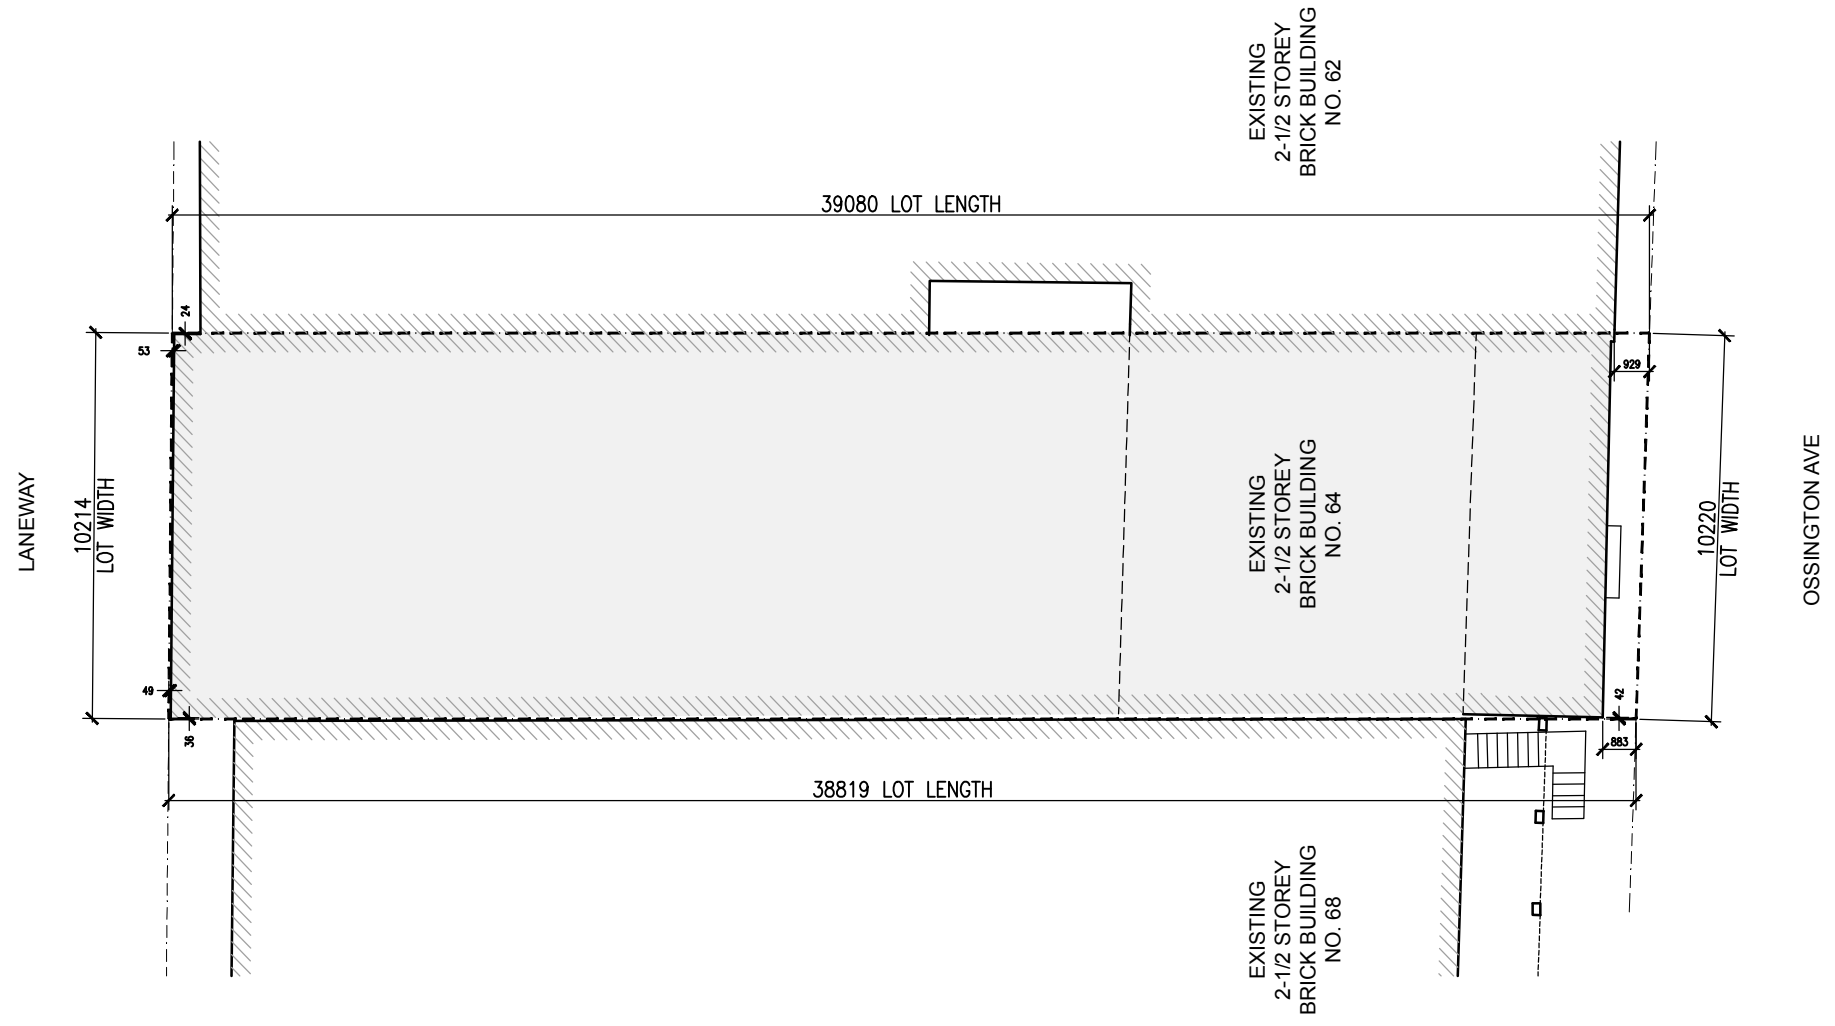 EXISTING
2-1/2 STOREY
BRICK BUILDING
NO. 62
39080 LOT LENGTH
24
53
929
LANEWAY
10214
LOT WIDTH
EXISTING
2-1/2 STOREY
BRICK BUILDING
NO. 64
10220
LOT WIDTH
OSSINGTON AVE
49
36
42
883
38819 LOT LENGTH
EXISTING
2-1/2 STOREY
BRICK BUILDING
NO. 68